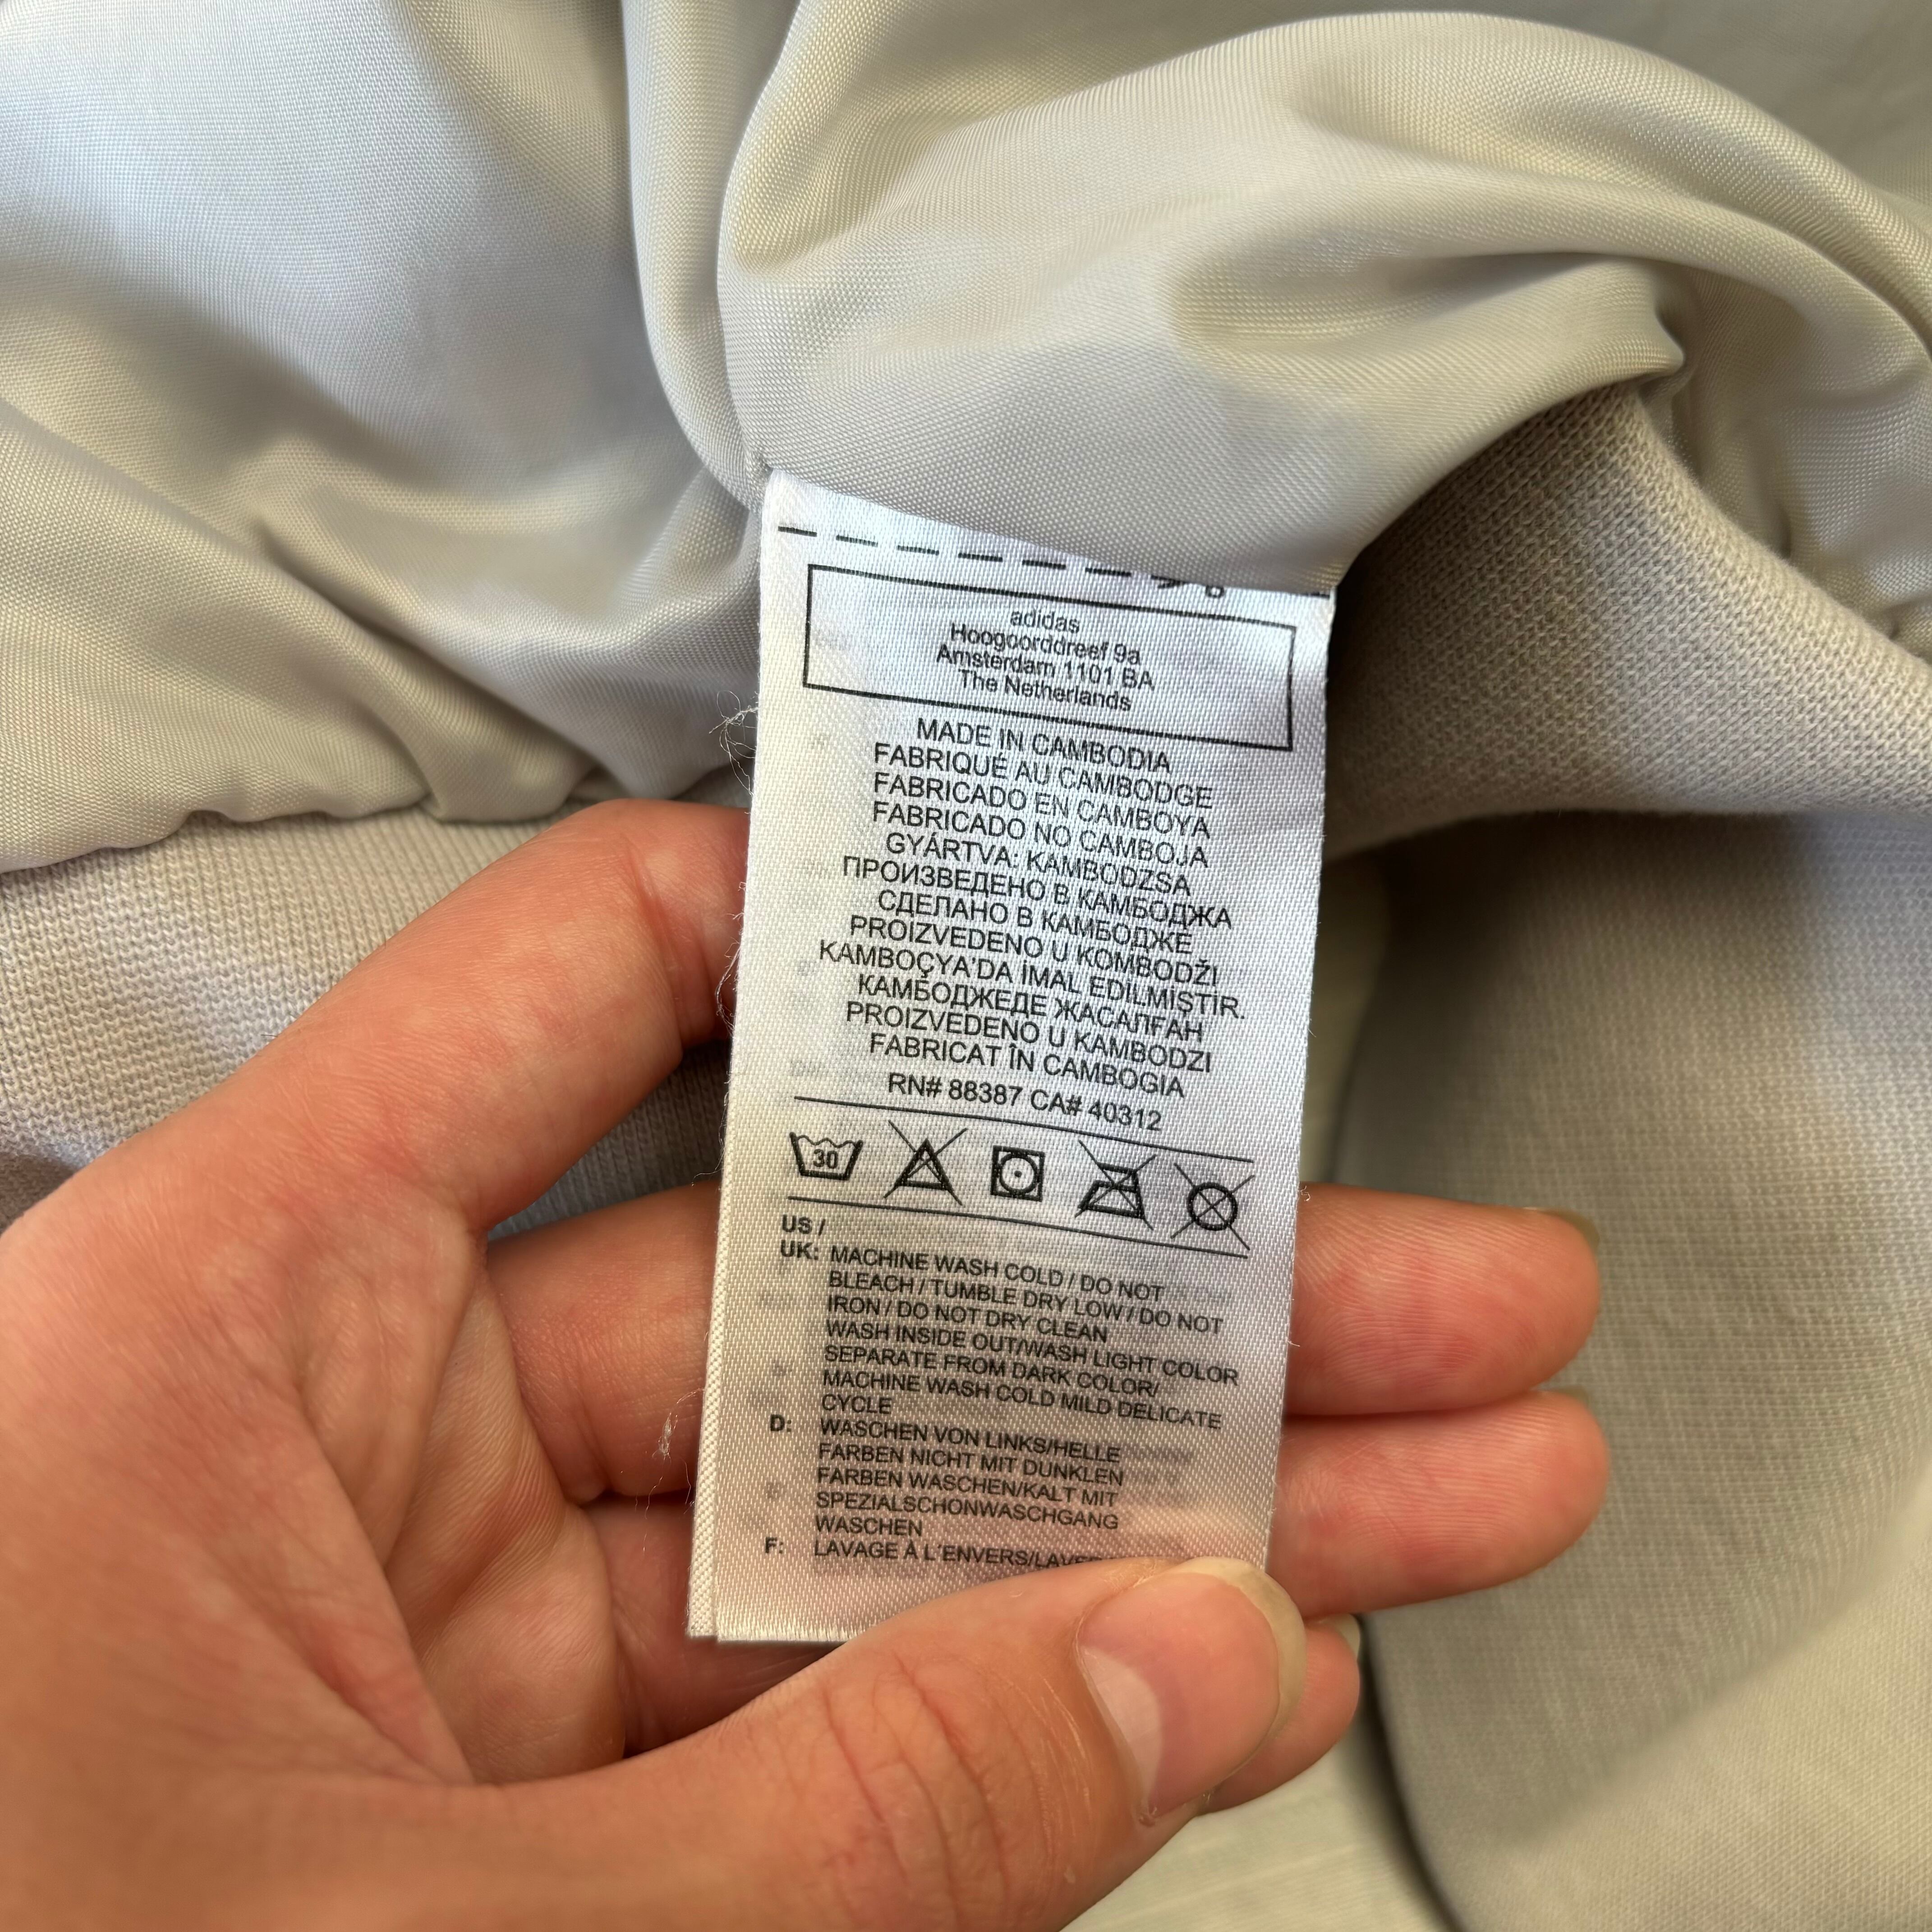 adidas
Hoogoorddreef 9a
Amsterdam 1101 BA
The Netherlands
MADE IN CAMBODIA
FABRIQUÉ AU CAMBODGE
FABRICADO EN CAMBOYA
FABRICADO NO CAMBOJA
GYÁRTVA: KAMBODZSA
ПРОИЗВЕДЕНО В КАМБОДЖА
СДЕЛАНО В КАМБОДЖЕ
PROIZVEDENO U KOMBODŽI
KAMBOÇYA'DA İMAL EDİLMİŞTİR.
КАМБОДЖЕДЕ ЖАСАЛҒАН
PROIZVEDENO U KAMBODZI
FABRICAT ÎN CAMBOGIA
RN# 88387 CA# 40312
30
US /
UK: MACHINE WASH COLD / DO NOT
BLEACH / TUMBLE DRY LOW / DO NOT
IRON / DO NOT DRY CLEAN
WASH INSIDE OUT/WASH LIGHT COLOR
SEPARATE FROM DARK COLOR/
MACHINE WASH COLD MILD DELICATE
CYCLE
D: WASCHEN VON LINKS/HELLE
FARBEN NICHT MIT DUNKLEN
FARBEN WASCHEN/KALT MIT
SPEZIALSCHONWASCHGANG
WASCHEN
F: LAVAGE À L´ENVERS/